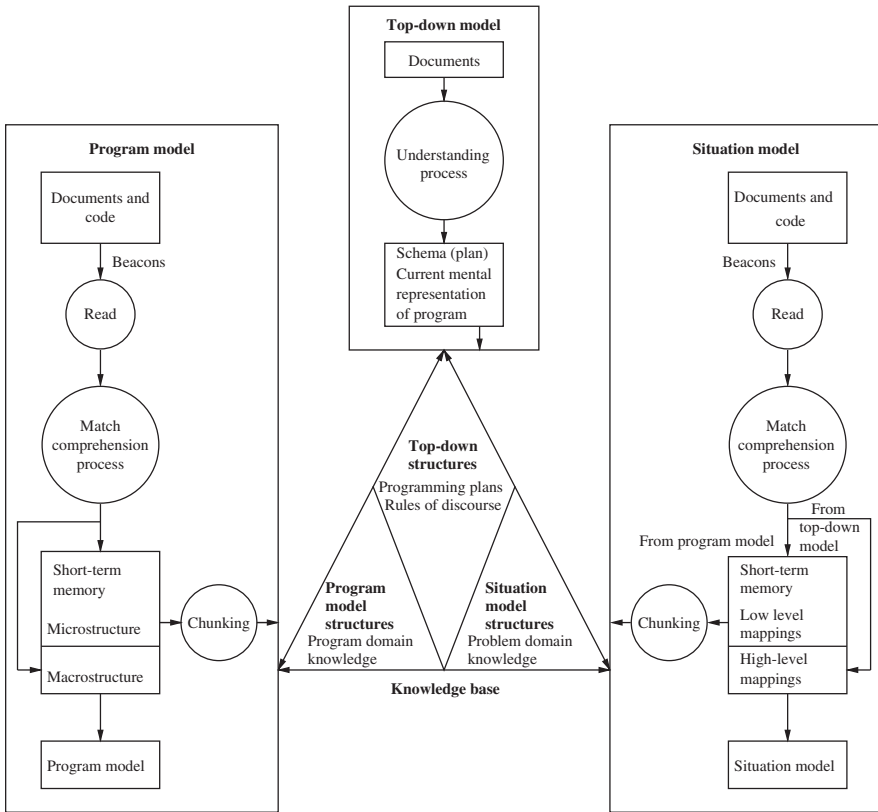 Top-down model
Documents
Understanding
process
Schema (plan)
Current mental
representation
of program
Program model
Documents and
code
Beacons
Read
Match
comprehension
process
Short-term
memory
Microstructure
Macrostructure
Chunking
Program model
Top-down
structures
Programming plans
Rules of discourse
Program
model
structures
Program domain
knowledge
Situation
model
structures
Problem domain
knowledge
Knowledge base
Situation model
Documents and
code
Beacons
Read
Match
comprehension
process
From
top-down
model
From program model
Short-term
memory
Low level
mappings
High-level
mappings
Chunking
Situation model